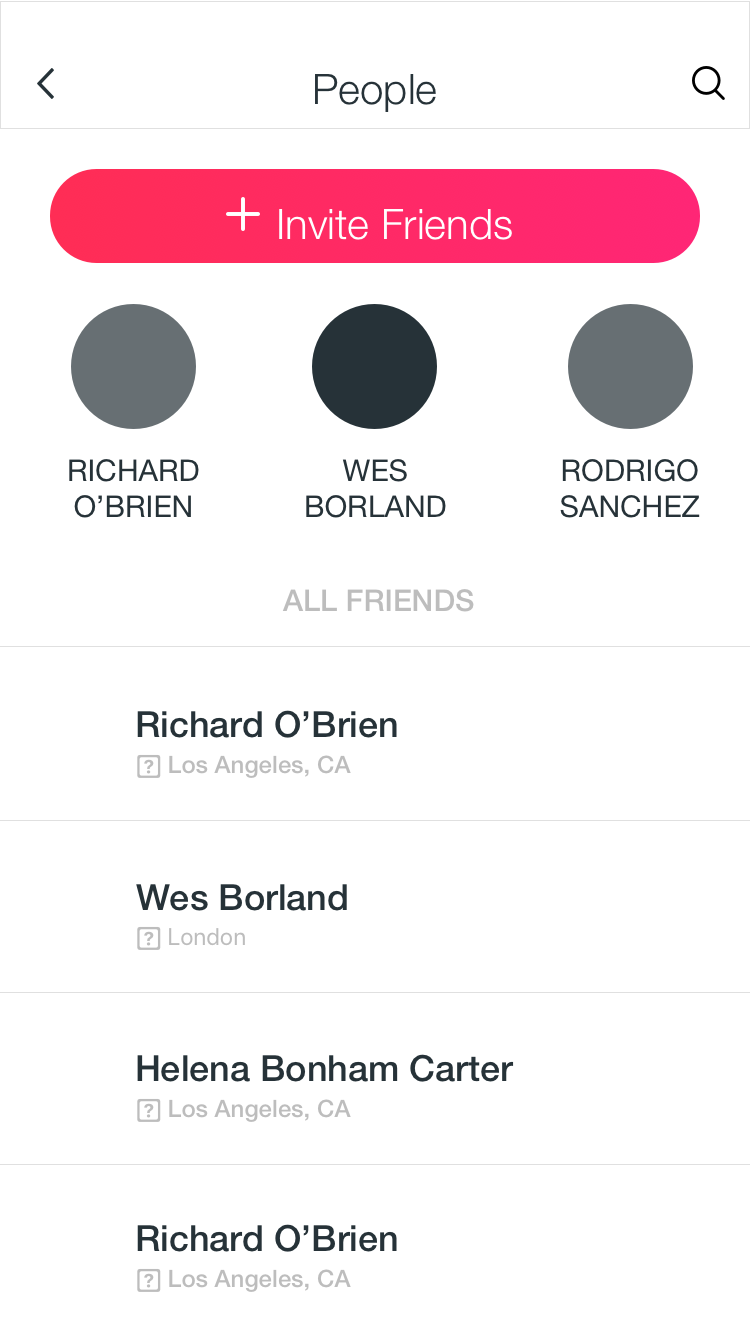 People
Invite Friends
RICHARD
O’BRIEN
WES
BORLAND
RODRIGO
SANCHEZ
ALL FRIENDS
Richard O’Brien
Los Angeles, CA
Wes Borland
London
Helena Bonham Carter
Los Angeles, CA
Richard O’Brien
Los Angeles, CA